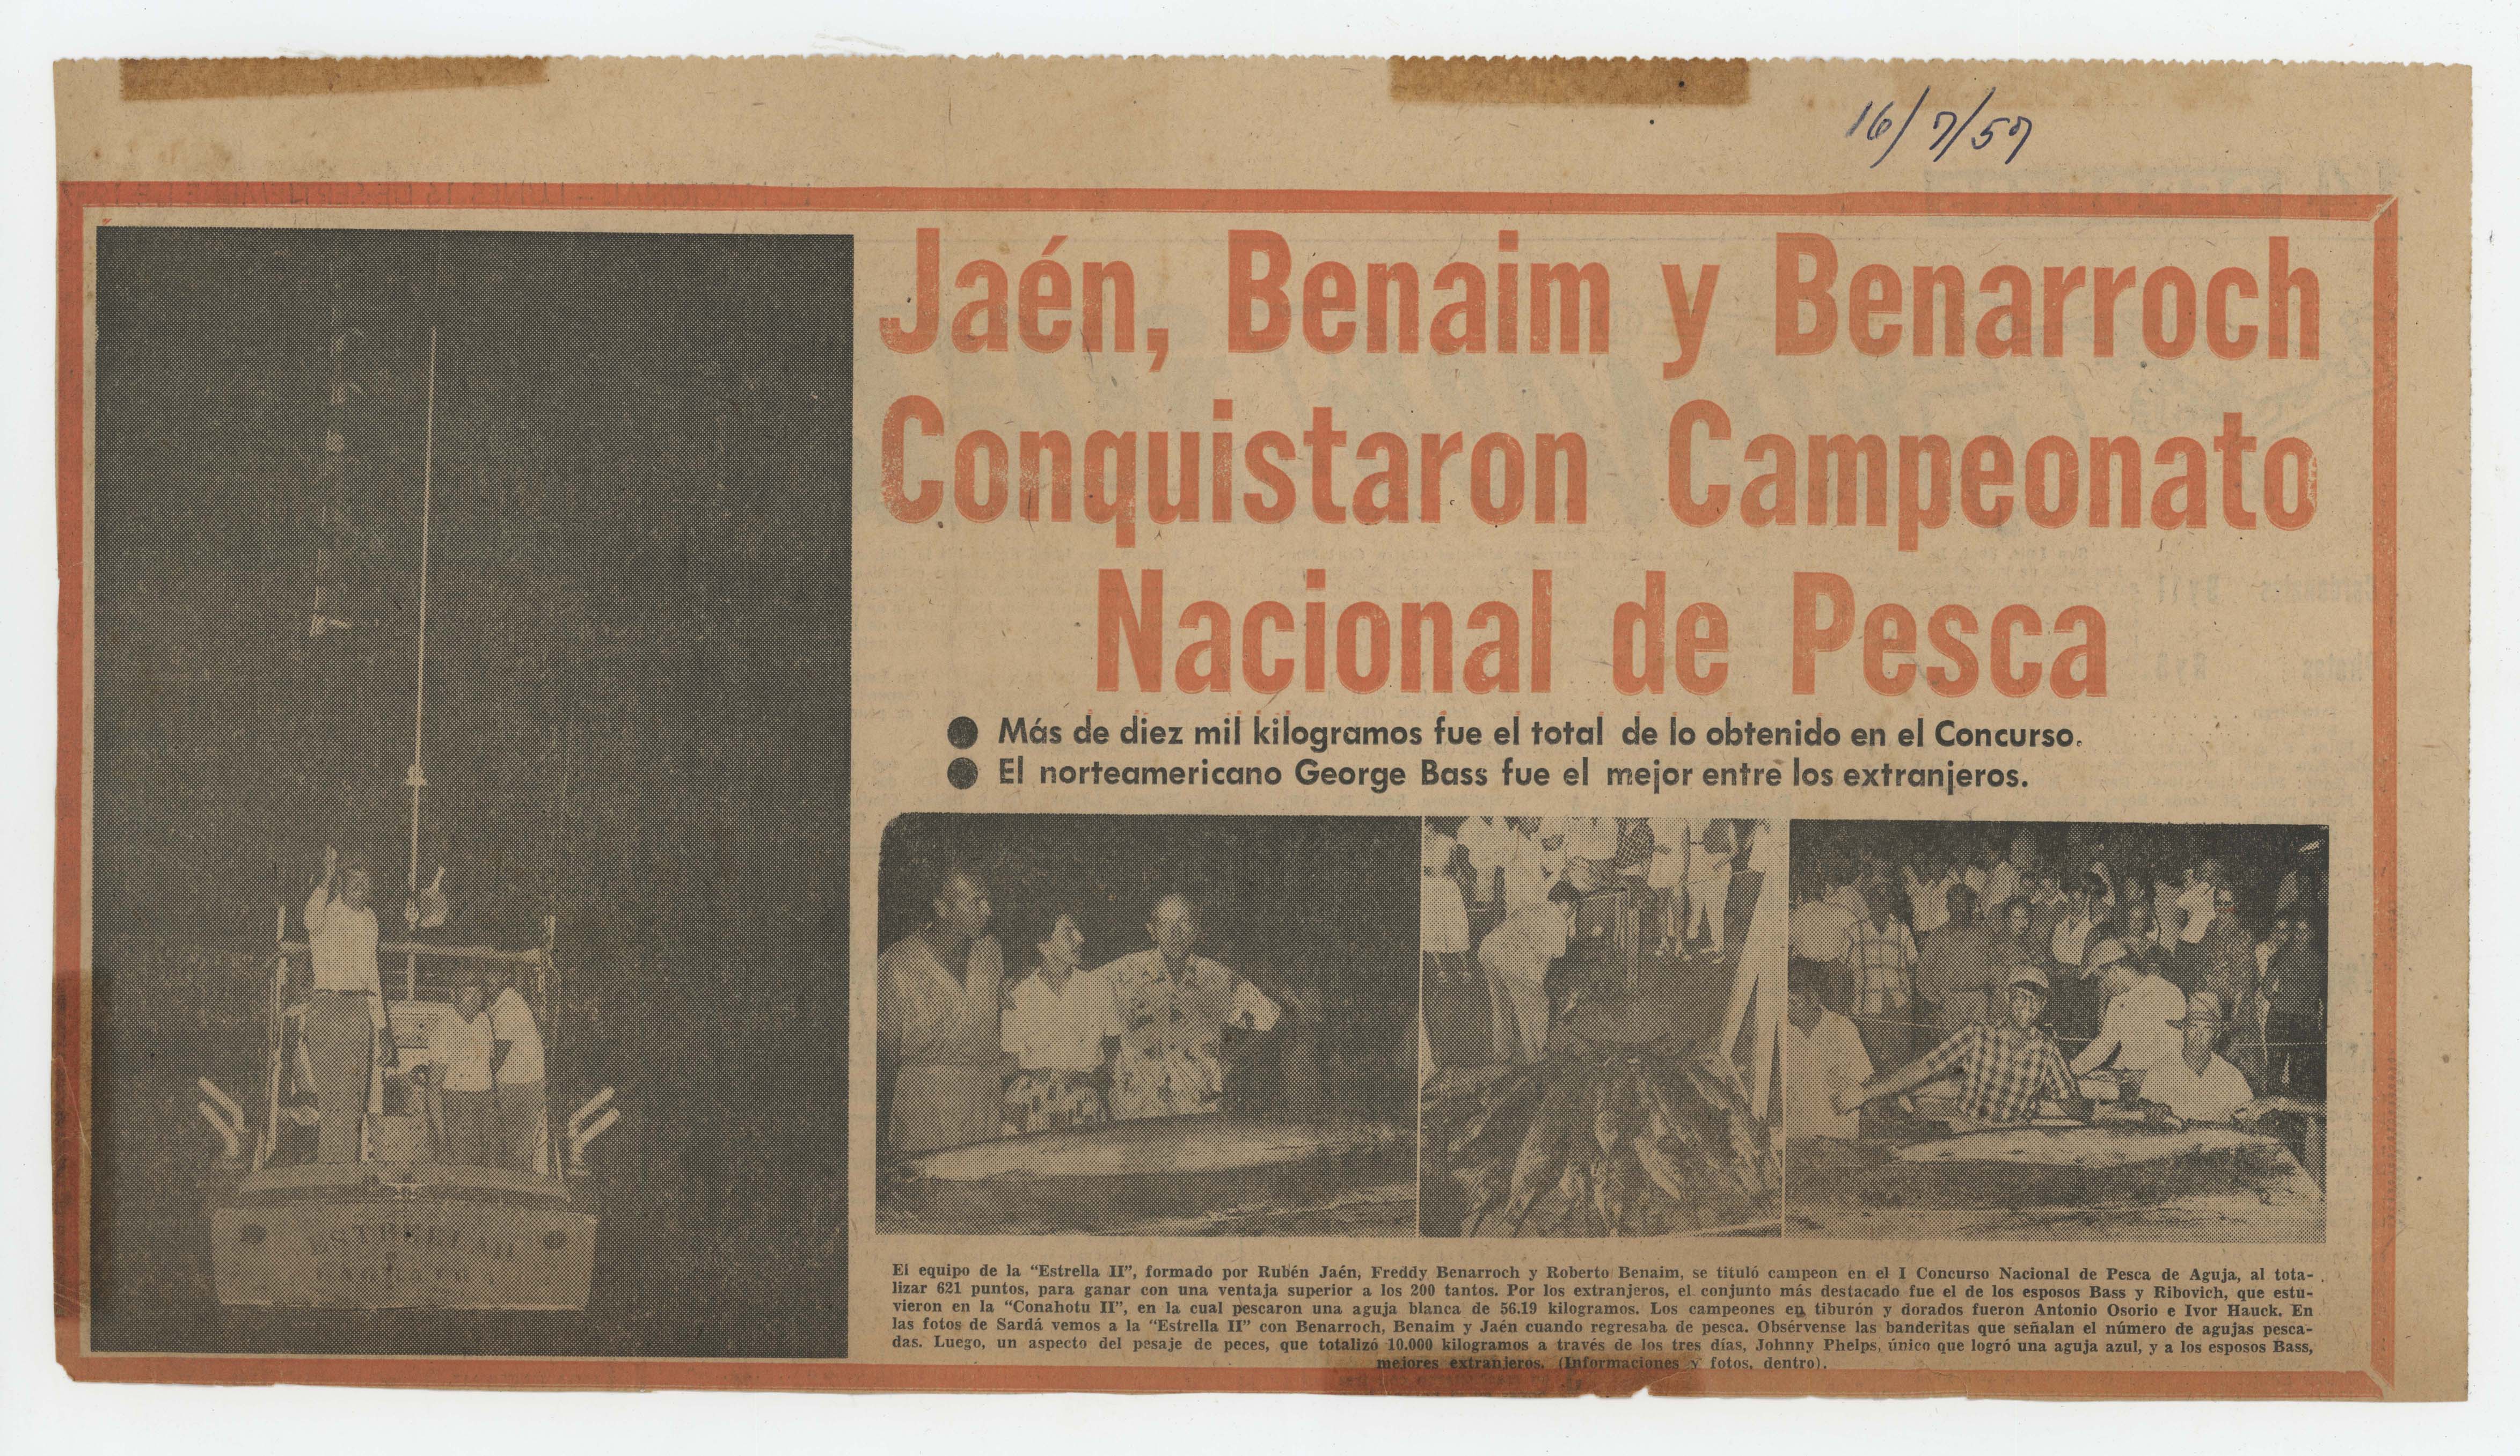 16/7/57
Jaén, Benaim y Benarroch
Conquistaron Campeonato
Nacional de Pesca
● Más de diez mil kilogramos fue el total de lo obtenido en el Concurso.
● El norteamericano George Bass fue el mejor entre los extranjeros.
El equipo de la “Estrella II”, formado por Rubén Jaén, Freddy Benarroch y Roberto Benaim, se tituló campeon en el I Concurso Nacional de Pesca de Aguja, al tota-
lizar 621 puntos, para ganar con una ventaja superior a los 200 tantos. Por los extranjeros, el conjunto más destacado fue el de los esposos Bass y Ribovich, que estu-
vieron en la “Conahotu II”, en la cual pescaron una aguja blanca de 56.19 kilogramos. Los campeones en tiburón y dorados fueron Antonio Osorio e Ivor Hauck. En
las fotos de Sardá vemos a la “Estrella II” con Benarroch, Benaim y Jaén cuando regresaba de pesca. Obsérvense las banderitas que señalan el número de agujas pesca-
das. Luego, un aspecto del pesaje de peces, que totalizó 10.000 kilogramos a través de los tres días, Johnny Phelps, único que logró una aguja azul, y a los esposos Bass,
mejores extranjeros. (Informaciones y fotos, dentro).